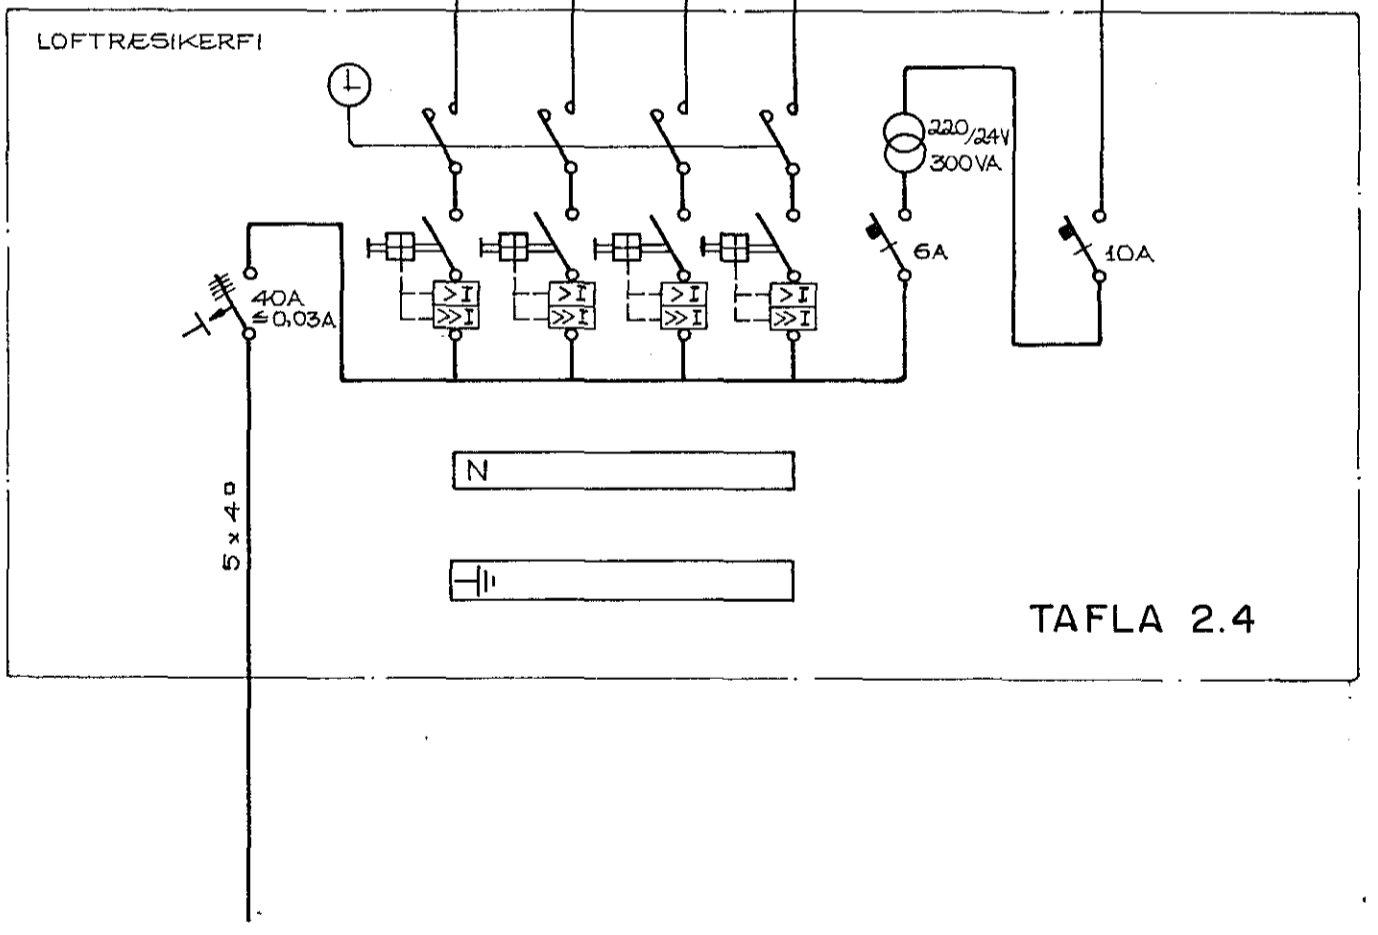 LOFTRÆSIKERFI
220/24V
300VA
6A
10A
40A
≤ 0,03A
>I
>>I
>I
>>I
>I
>>I
>I
>>I
N
5 x 4 □
TAFLA 2.4